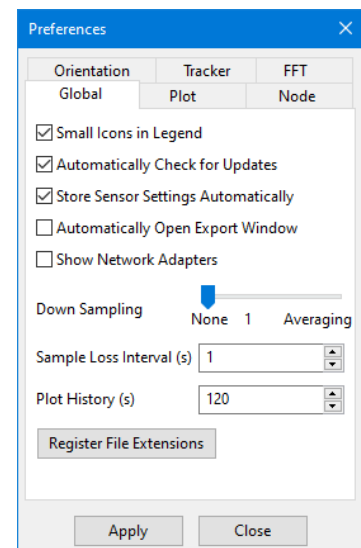 Preferences
Orientation Tracker FFT
Global Plot Node
Small Icons in Legend
Automatically Check for Updates
Store Sensor Settings Automatically
Automatically Open Export Window
Show Network Adapters
Down Sampling
None 1 Averaging
Sample Loss Interval (s) 1
Plot History (s) 120
Register File Extensions
Apply Close